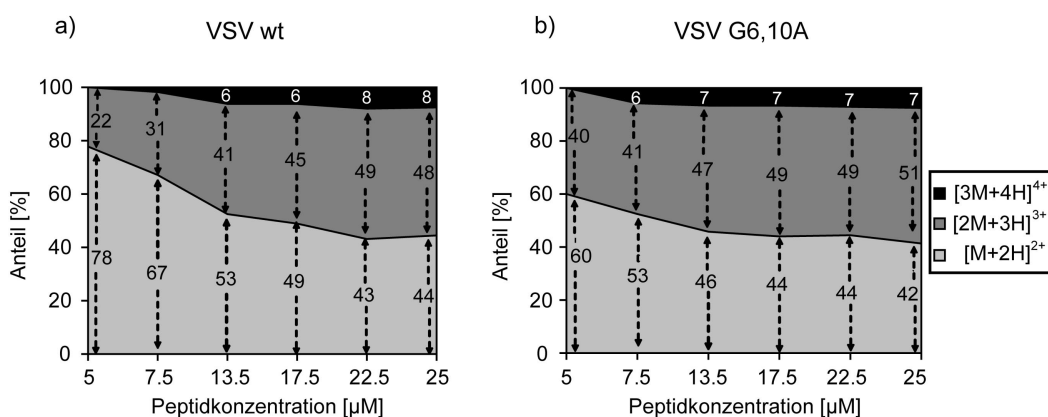 a) VSV wt
b) VSV G6,10A
Anteil [%]
100
80
60
40
20
0
6 6 8 8
22 31 41 45 49 48
78 67 53 49 43 44
5 7.5 13.5 17.5 22.5 25
Peptidkonzentration [µM]
Anteil [%]
100
80
60
40
20
0
6 7 7 7 7
40 41 47 49 49 51
60 53 46 44 44 42
5 7.5 13.5 17.5 22.5 25
Peptidkonzentration [µM]
[3M+4H]⁴⁺
[2M+3H]³⁺
[M+2H]²⁺